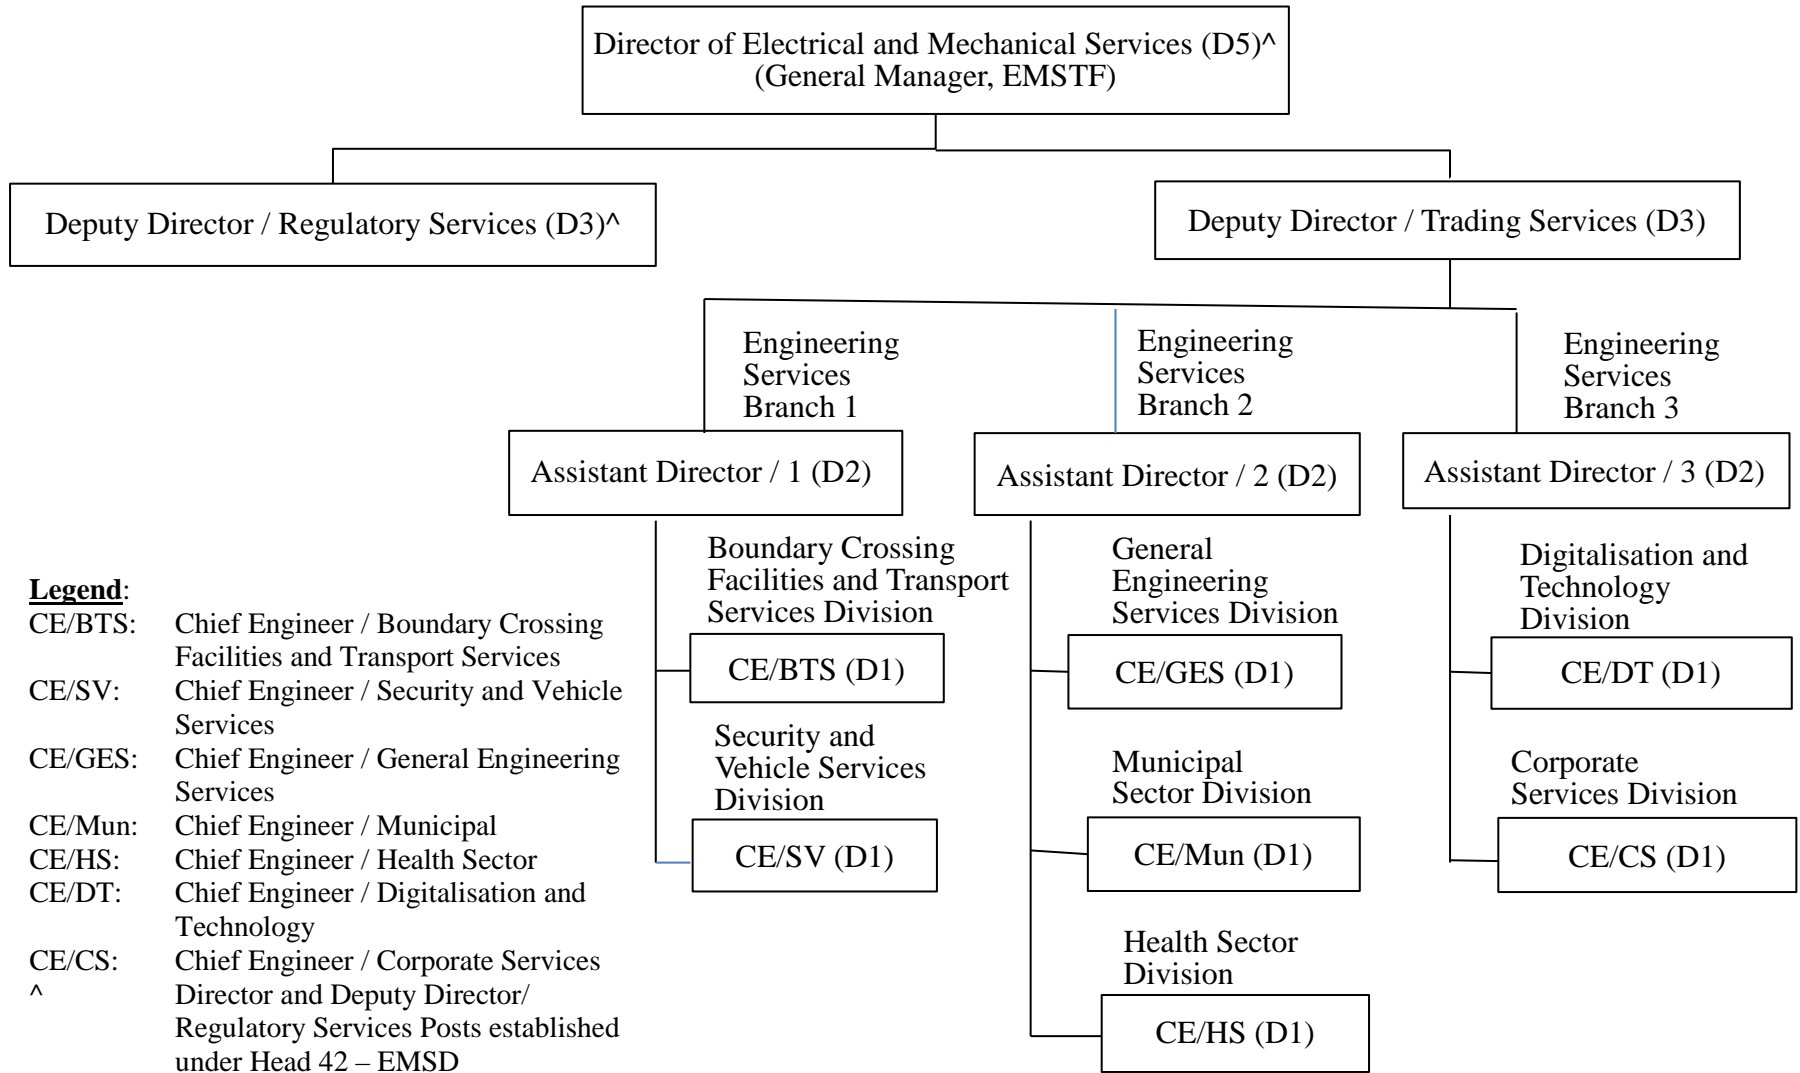 Director of Electrical and Mechanical Services (D5)^
(General Manager, EMSTF)
Deputy Director / Regulatory Services (D3)^
Deputy Director / Trading Services (D3)
Engineering
Services
Branch 1
Engineering
Services
Branch 2
Engineering
Services
Branch 3
Assistant Director / 1 (D2)
Assistant Director / 2 (D2)
Assistant Director / 3 (D2)
Boundary Crossing
Facilities and Transport
Services Division
CE/BTS (D1)
Security and
Vehicle Services
Division
CE/SV (D1)
General
Engineering
Services Division
CE/GES (D1)
Municipal
Sector Division
CE/Mun (D1)
Health Sector
Division
CE/HS (D1)
Digitalisation and
Technology
Division
CE/DT (D1)
Corporate
Services Division
CE/CS (D1)
Legend:
CE/BTS: Chief Engineer / Boundary Crossing
Facilities and Transport Services
CE/SV: Chief Engineer / Security and Vehicle
Services
CE/GES: Chief Engineer / General Engineering
Services
CE/Mun: Chief Engineer / Municipal
CE/HS: Chief Engineer / Health Sector
CE/DT: Chief Engineer / Digitalisation and
Technology
CE/CS: Chief Engineer / Corporate Services
^ Director and Deputy Director/
Regulatory Services Posts established
under Head 42 – EMSD